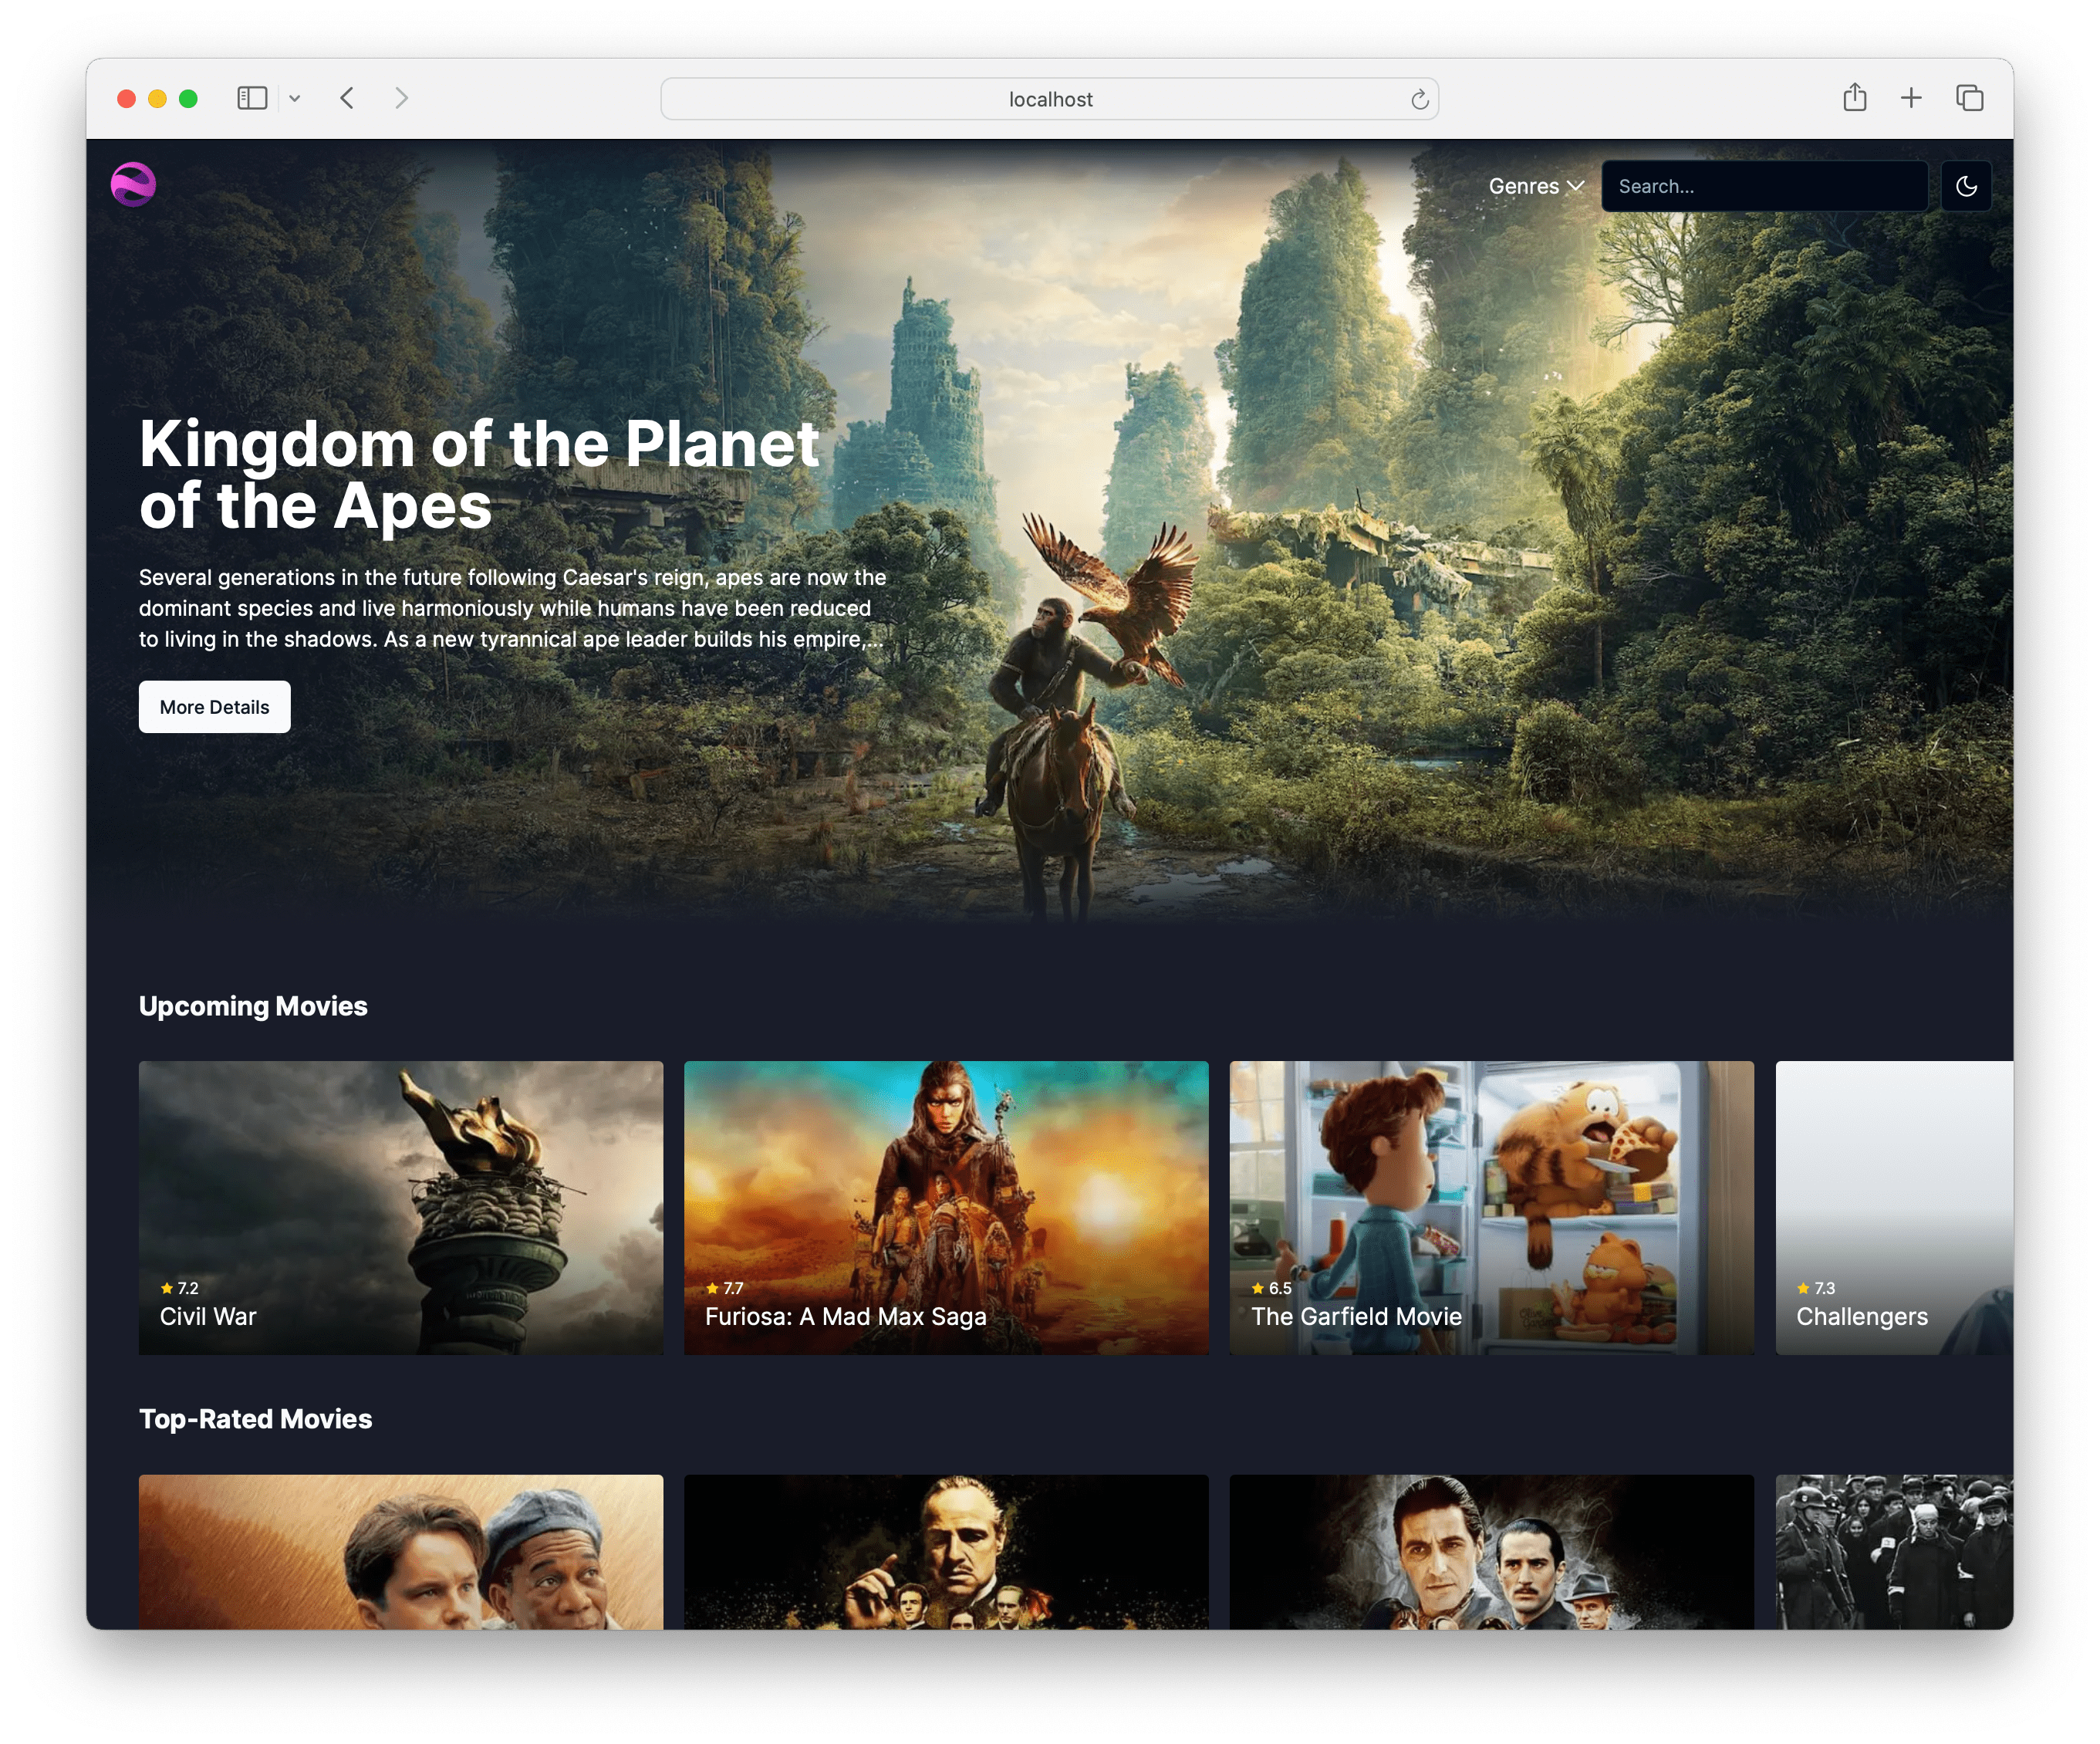 localhost
Genres
Search...
Kingdom of the Planet
of the Apes
Several generations in the future following Caesar's reign, apes are now the
dominant species and live harmoniously while humans have been reduced
to living in the shadows. As a new tyrannical ape leader builds his empire,...
More Details
Upcoming Movies
7.2
Civil War
7.7
Furiosa: A Mad Max Saga
6.5
The Garfield Movie
7.3
Challengers
Top-Rated Movies